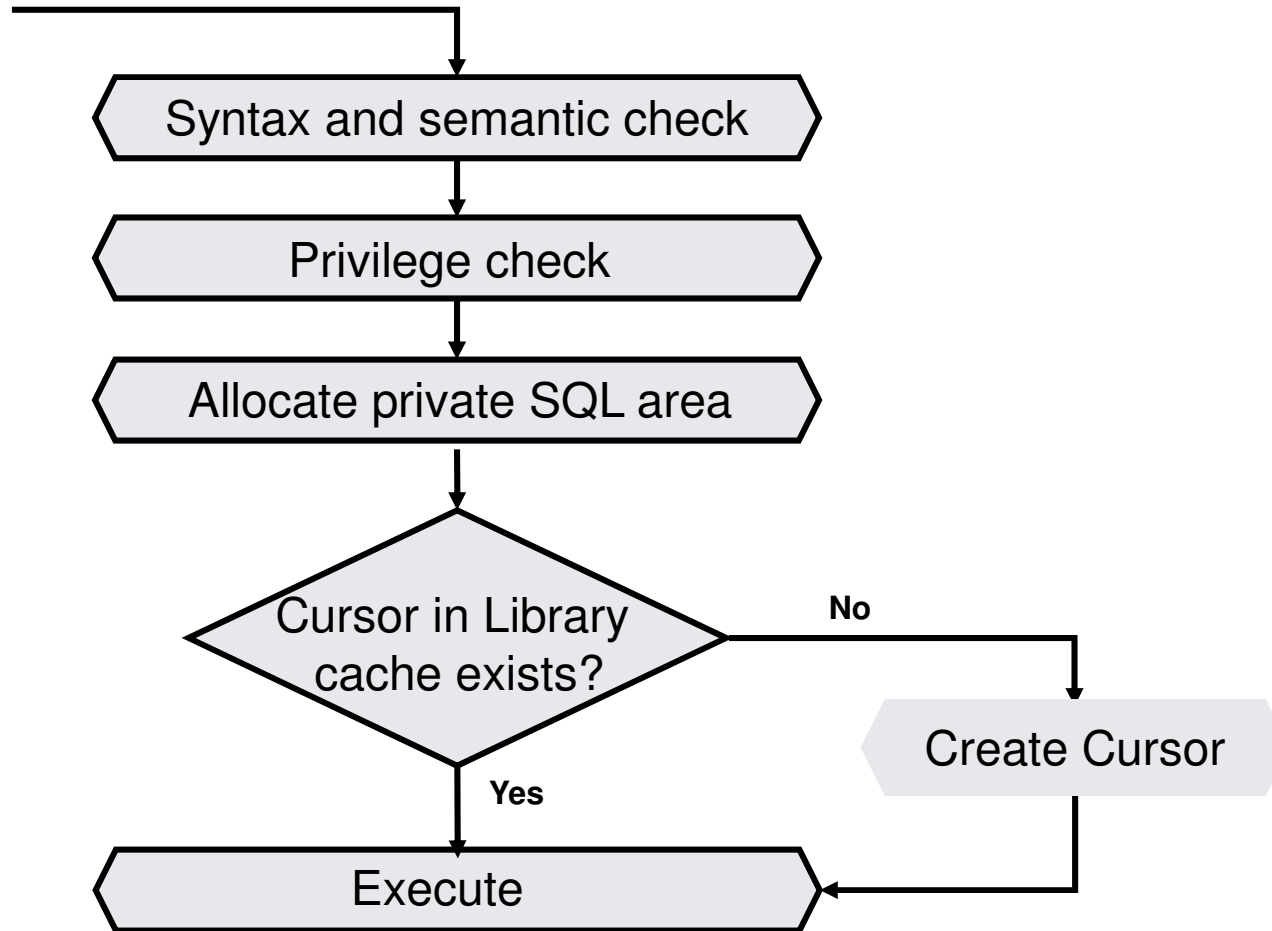 Syntax and semantic check
Privilege check
Allocate private SQL area
Cursor in Library
cache exists?
No
Create Cursor
Yes
Execute